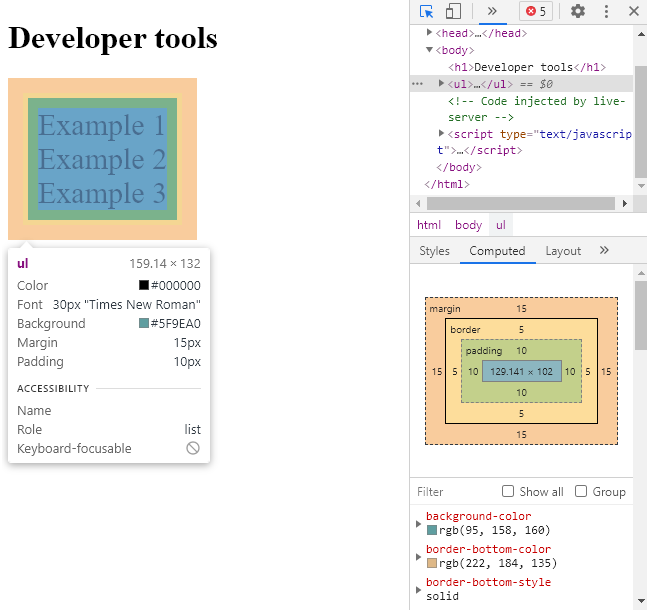 Developer tools
Example 1
Example 2
Example 3
ul 159.14 × 132
Color #000000
Font 30px "Times New Roman"
Background #5F9EA0
Margin 15px
Padding 10px
ACCESSIBILITY
Name
Role list
Keyboard-focusable
» 5
<head>…</head>
<body>
<h1>Developer tools</h1>
<ul>…</ul> == $0
<!-- Code injected by live-
server -->
<script type="text/javascrip
t">…</script>
</body>
</html>
html body ul
Styles Computed Layout »
margin 15
border 5
padding 10
15 5 10 129.141 × 102 10 5 15
10
5
15
Filter Show all Group
background-color
rgb(95, 158, 160)
border-bottom-color
rgb(222, 184, 135)
border-bottom-style
solid